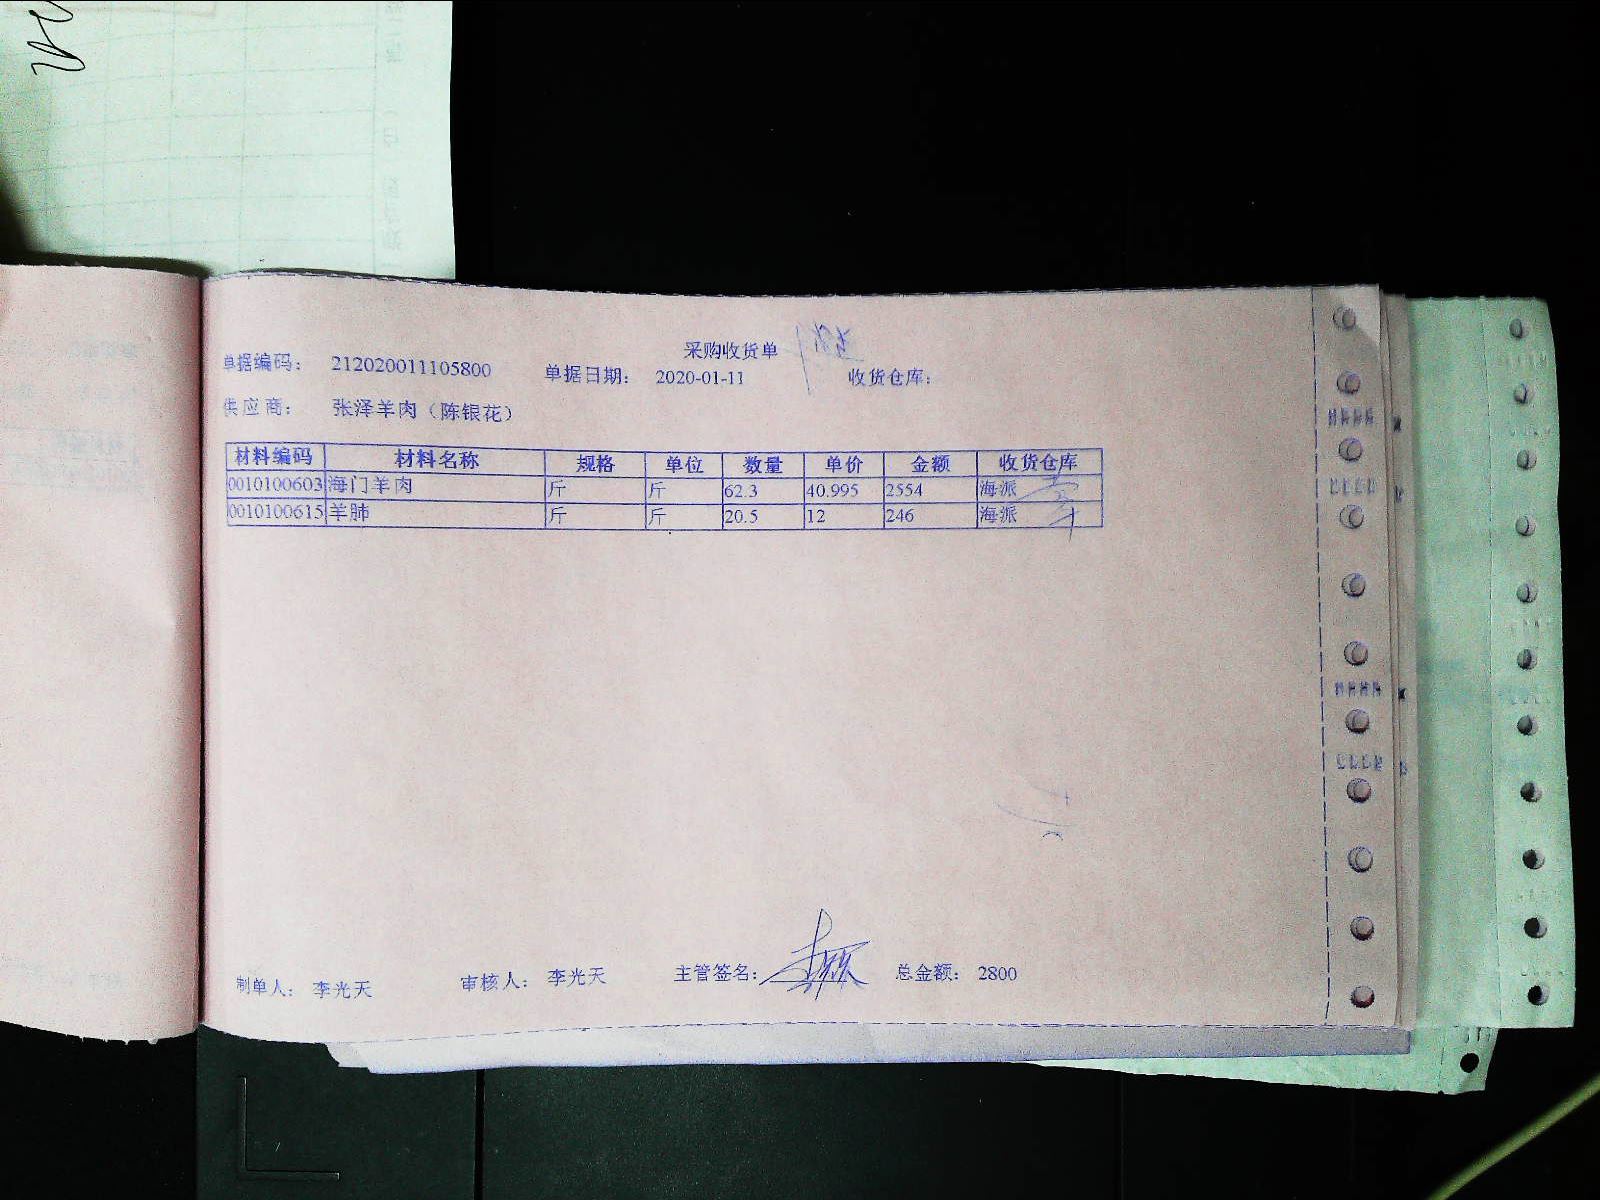 采购收货单
单据编码： 212020011105800 单据日期： 2020-01-11 收货仓库：
供应商： 张泽羊肉（陈银花）
材料编码 材料名称 规格 单位 数量 单价 金额 收货仓库
0010100603 海门羊肉 斤 斤 62.3 40.995 2554 海派
0010100615 羊肺 斤 斤 20.5 12 246 海派
制单人： 李光天 审核人： 李光天 主管签名： 总金额： 2800